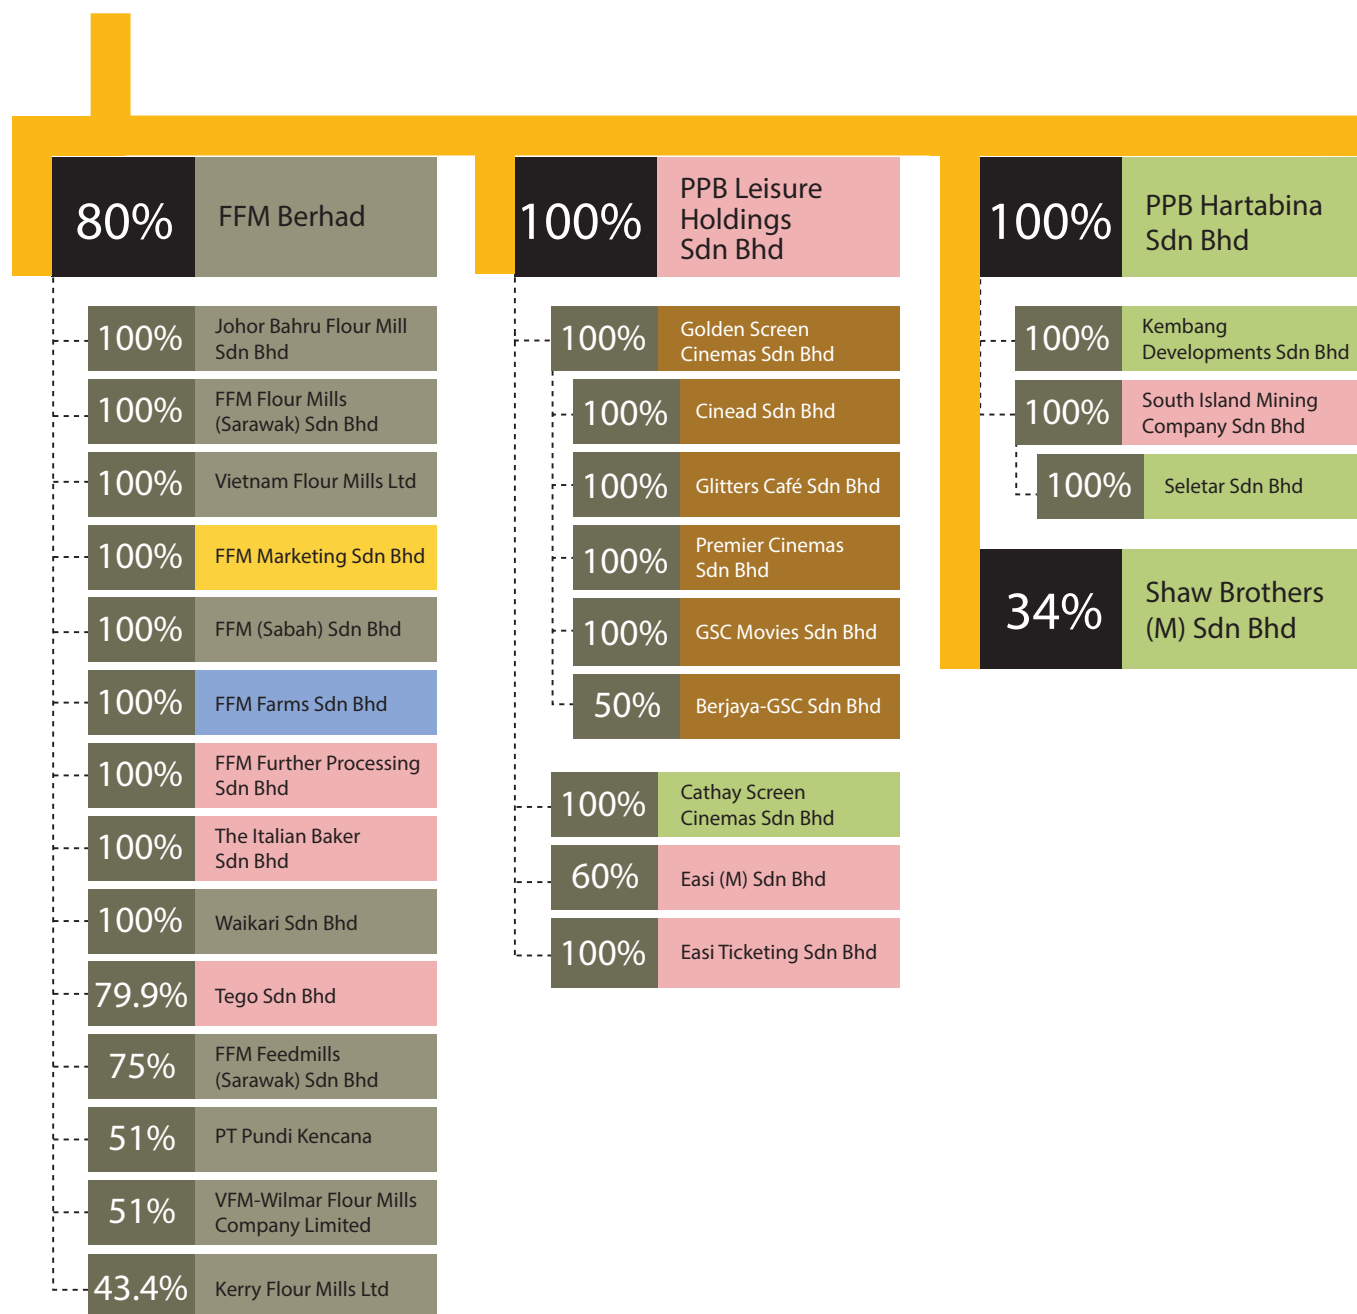 80%
FFM Berhad
100%
Johor Bahru Flour Mill
Sdn Bhd
100%
FFM Flour Mills
(Sarawak) Sdn Bhd
100%
Vietnam Flour Mills Ltd
100%
FFM Marketing Sdn Bhd
100%
FFM (Sabah) Sdn Bhd
100%
FFM Farms Sdn Bhd
100%
FFM Further Processing
Sdn Bhd
100%
The Italian Baker
Sdn Bhd
100%
Waikari Sdn Bhd
79.9%
Tego Sdn Bhd
75%
FFM Feedmills
(Sarawak) Sdn Bhd
51%
PT Pundi Kencana
51%
VFM-Wilmar Flour Mills
Company Limited
43.4%
Kerry Flour Mills Ltd
100%
PPB Leisure
Holdings
Sdn Bhd
100%
Golden Screen
Cinemas Sdn Bhd
100%
Cinead Sdn Bhd
100%
Glitters Café Sdn Bhd
100%
Premier Cinemas
Sdn Bhd
100%
GSC Movies Sdn Bhd
50%
Berjaya-GSC Sdn Bhd
100%
Cathay Screen
Cinemas Sdn Bhd
60%
Easi (M) Sdn Bhd
100%
Easi Ticketing Sdn Bhd
100%
PPB Hartabina
Sdn Bhd
100%
Kembang
Developments Sdn Bhd
100%
South Island Mining
Company Sdn Bhd
100%
Seletar Sdn Bhd
34%
Shaw Brothers
(M) Sdn Bhd